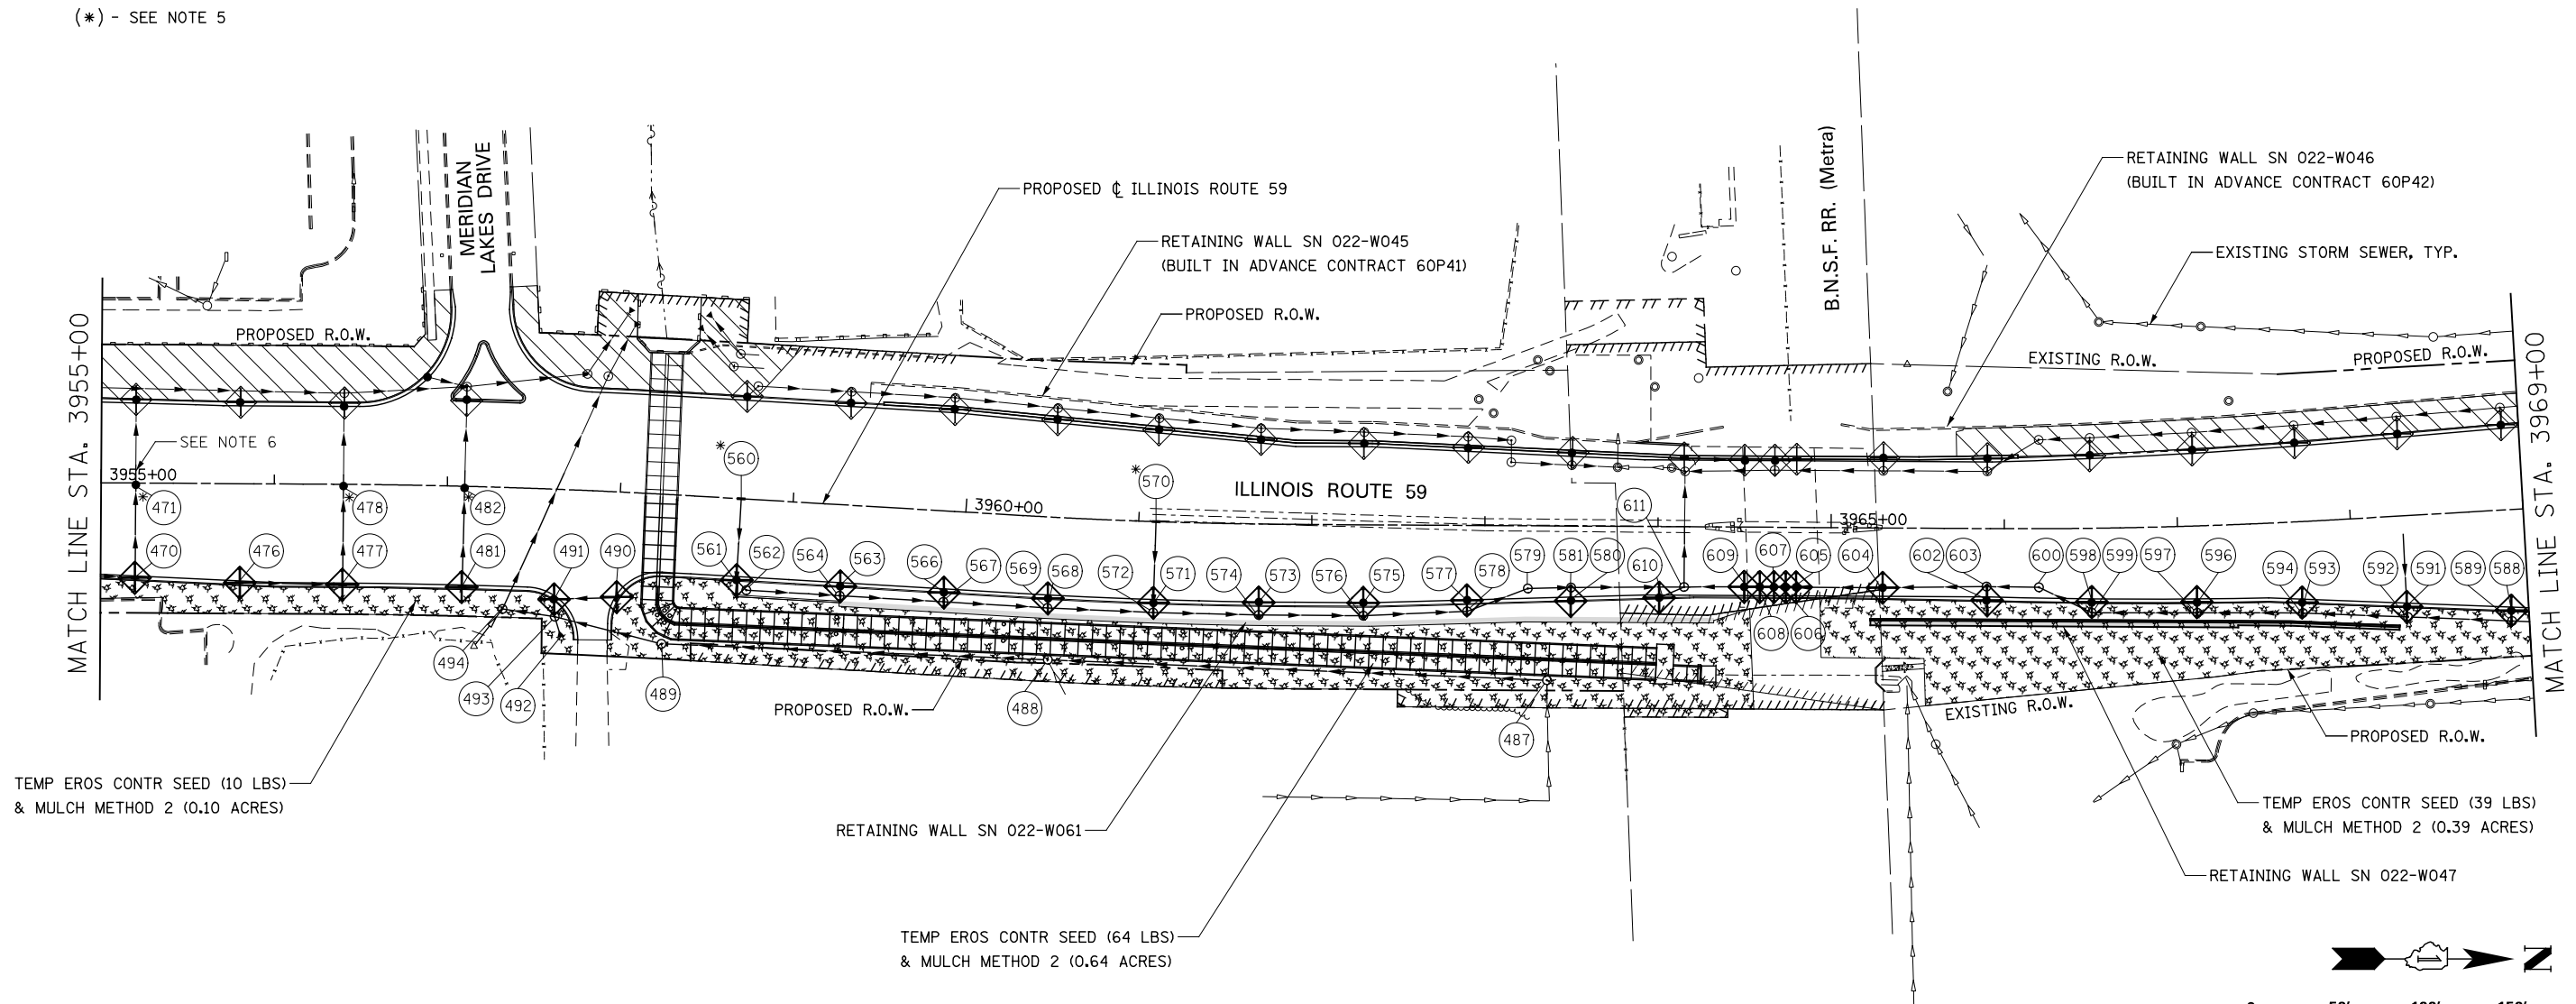 (*) - SEE NOTE 5
MERIDIAN
LAKES DRIVE
PROPOSED ℄ ILLINOIS ROUTE 59
RETAINING WALL SN 022-W045
(BUILT IN ADVANCE CONTRACT 60P41)
PROPOSED R.O.W.
B.N.S.F. RR. (Metra)
RETAINING WALL SN 022-W046
(BUILT IN ADVANCE CONTRACT 60P42)
EXISTING STORM SEWER, TYP.
PROPOSED R.O.W.
EXISTING R.O.W.
PROPOSED R.O.W.
MATCH LINE STA. 3955+00
MATCH LINE STA. 3969+00
SEE NOTE 6
3955+00
*560
*570
ILLINOIS ROUTE 59
3960+00
3965+00
*471
*478
*482
611
470
476
477
481
491
490
561
562
564
563
566
567
569
568
572
571
574
573
576
575
577
578
579
581
580
610
609
607
605
604
602
603
600
598
599
597
596
594
593
592
591
589
588
608
606
494
493
492
489
488
487
PROPOSED R.O.W.
EXISTING R.O.W.
PROPOSED R.O.W.
TEMP EROS CONTR SEED (10 LBS)
& MULCH METHOD 2 (0.10 ACRES)
RETAINING WALL SN 022-W061
TEMP EROS CONTR SEED (39 LBS)
& MULCH METHOD 2 (0.39 ACRES)
RETAINING WALL SN 022-W047
TEMP EROS CONTR SEED (64 LBS)
& MULCH METHOD 2 (0.64 ACRES)
N